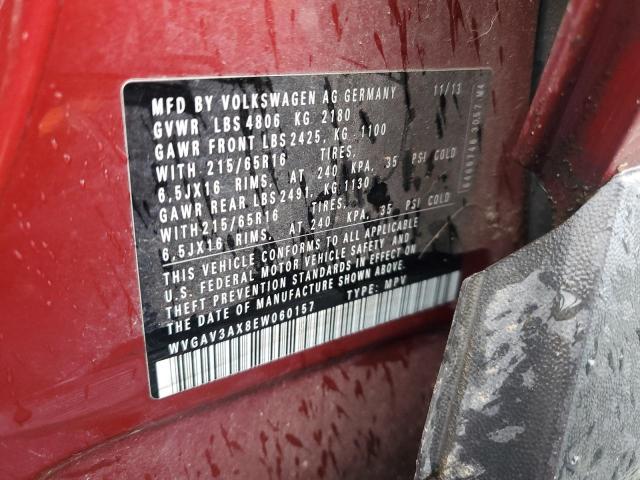 MFD BY VOLKSWAGEN AG GERMANY 11/13
GVWR LBS 4806 KG 2180
GAWR FRONT LBS 2425, KG 1100
WITH 215/65R16 TIRES,
6,5JX16 RIMS, AT 240 KPA, 35 PSI COLD
GAWR REAR LBS 2491, KG 1130
WITH 215/65R16 TIRES,
6,5JX16 RIMS, AT 240 KPA, 35 PSI COLD
THIS VEHICLE CONFORMS TO ALL APPLICABLE
U.S. FEDERAL MOTOR VEHICLE SAFETY AND
THEFT PREVENTION STANDARDS IN EFFECT ON
THE DATE OF MANUFACTURE SHOWN ABOVE.
WVGAV3AX8EW060157 TYPE: MPV